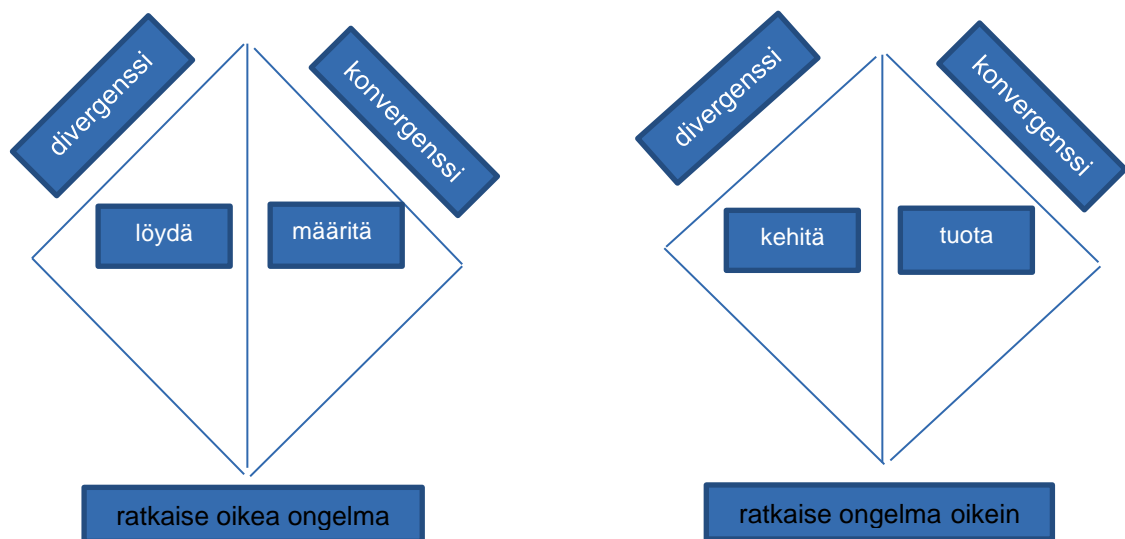 divergenssi
konvergenssi
löydä
määritä
ratkaise oikea ongelma
divergenssi
konvergenssi
kehitä
tuota
ratkaise ongelma oikein